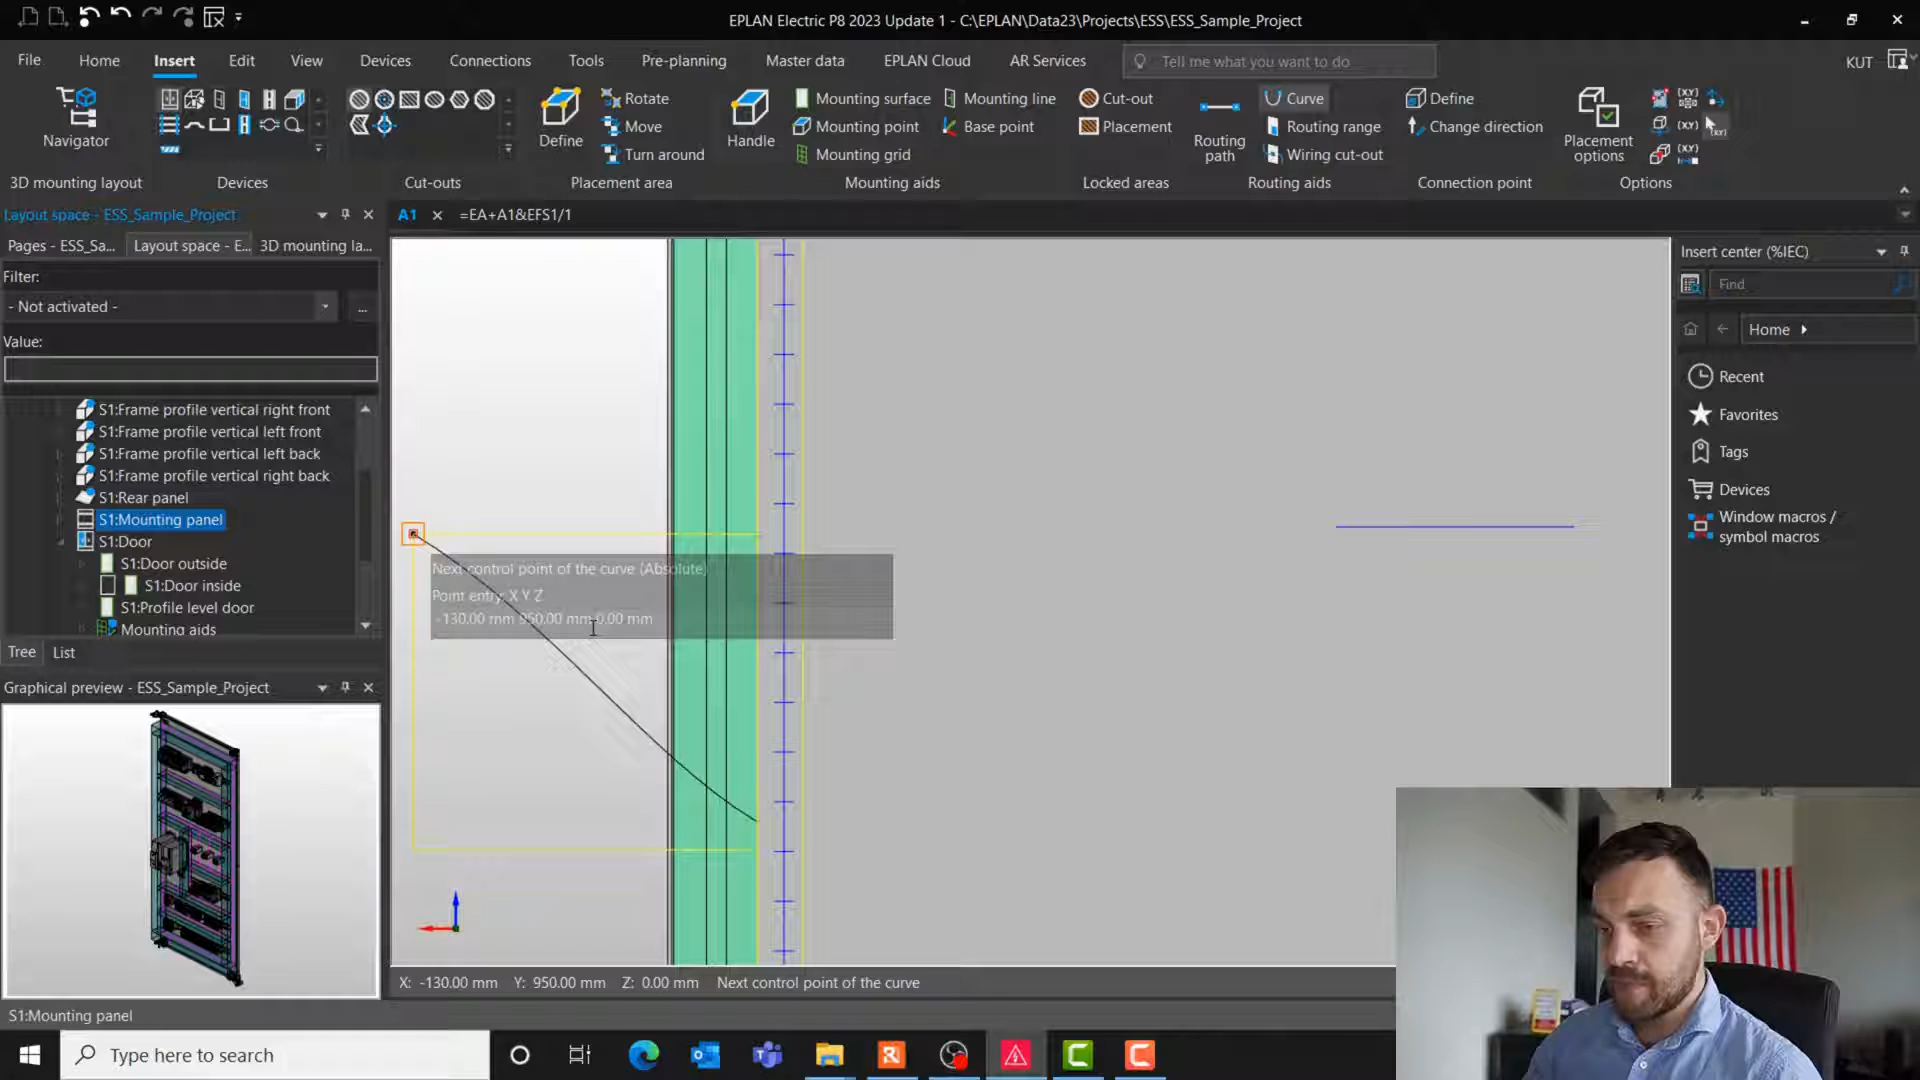 EPLAN Electric P8 2023 Update 1 - C:\EPLAN\Data23\Projects\ESS\ESS_Sample_Project
File
Home
Insert
Edit
View
Devices
Connections
Tools
Pre-planning
Master data
EPLAN Cloud
AR Services
Tell me what you want to do
KUT
Navigator
3D mounting layout
Devices
Cut-outs
Define
Rotate
Move
Turn around
Placement area
Handle
Mounting surface
Mounting point
Mounting grid
Mounting line
Base point
Mounting aids
Cut-out
Placement
Locked areas
Routing path
Curve
Routing range
Wiring cut-out
Routing aids
Define
Change direction
Connection point
Placement options
Options
Layout space - ESS_Sample_Project
Pages - ESS_Sa...
Layout space - E...
3D mounting la...
A1
=EA+A1&EFS1/1
Filter:
- Not activated -
...
Value:
S1:Frame profile vertical right front
S1:Frame profile vertical left front
S1:Frame profile vertical left back
S1:Frame profile vertical right back
S1:Rear panel
S1:Mounting panel
S1:Door
S1:Door outside
S1:Door inside
S1:Profile level door
Mounting aids
Tree
List
Graphical preview - ESS_Sample_Project
Next control point of the curve (Absolute)
Point entry: X Y Z
-130.00 mm 950.00 mm 0.00 mm
Insert center (%IEC)
Find
Home
Recent
Favorites
Tags
Devices
Window macros /
symbol macros
X: -130.00 mm Y: 950.00 mm Z: 0.00 mm Next control point of the curve
S1:Mounting panel
Type here to search